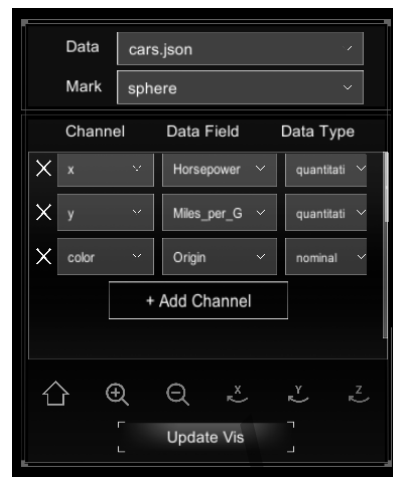 Data cars.json
Mark sphere
Channel Data Field Data Type
X x Horsepower quantitati
X y Miles_per_G quantitati
X color Origin nominal
+ Add Channel
X Y Z
Update Vis